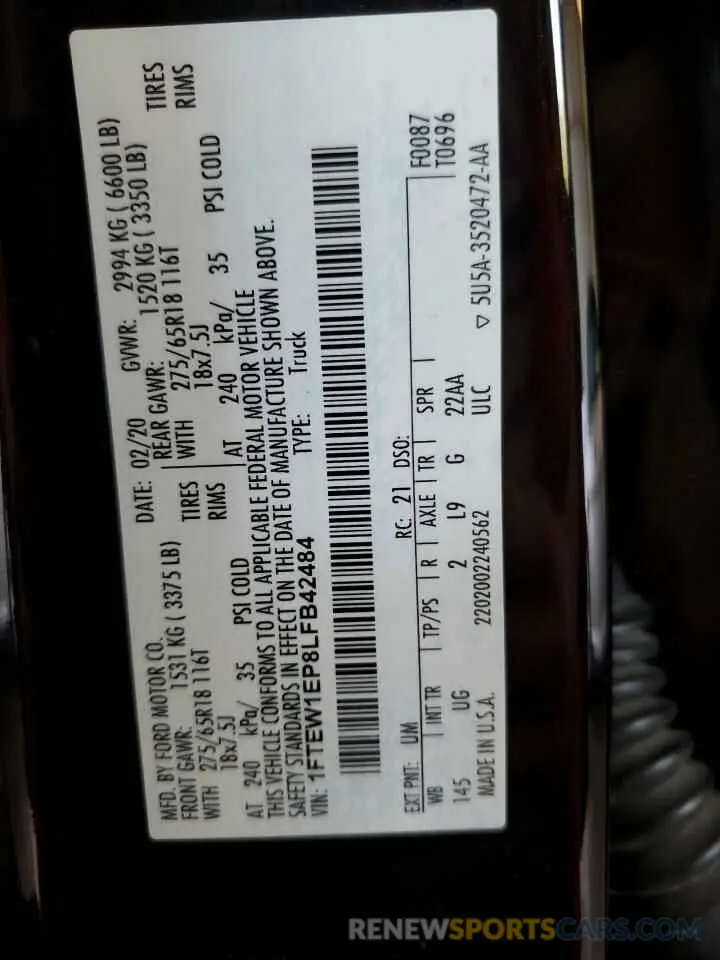 MFD. BY FORD MOTOR CO.
DATE: 02/20 GVWR: 2994 KG ( 6600 LB)
FRONT GAWR: 1531 KG ( 3375 LB)
REAR GAWR: 1520 KG ( 3350 LB)
WITH 275/65R18 116T TIRES
WITH 275/65R18 116T TIRES
18x7.5J RIMS
18x7.5J RIMS
AT 240 kPa/ 35 PSI COLD
AT 240 kPa/ 35 PSI COLD
THIS VEHICLE CONFORMS TO ALL APPLICABLE FEDERAL MOTOR VEHICLE
SAFETY STANDARDS IN EFFECT ON THE DATE OF MANUFACTURE SHOWN ABOVE.
VIN: 1FTEW1EP8LFB42484 TYPE: Truck
EXT PNT: UM RC: 21 DSO: F0087
WB INT TR TP/PS R AXLE TR SPR T0696
145 UG 2 L9 G 22AA
MADE IN U.S.A. 2202002240562 ULC ▽ 5U5A-3520472-AA
RENEWSPORTSCARS.COM